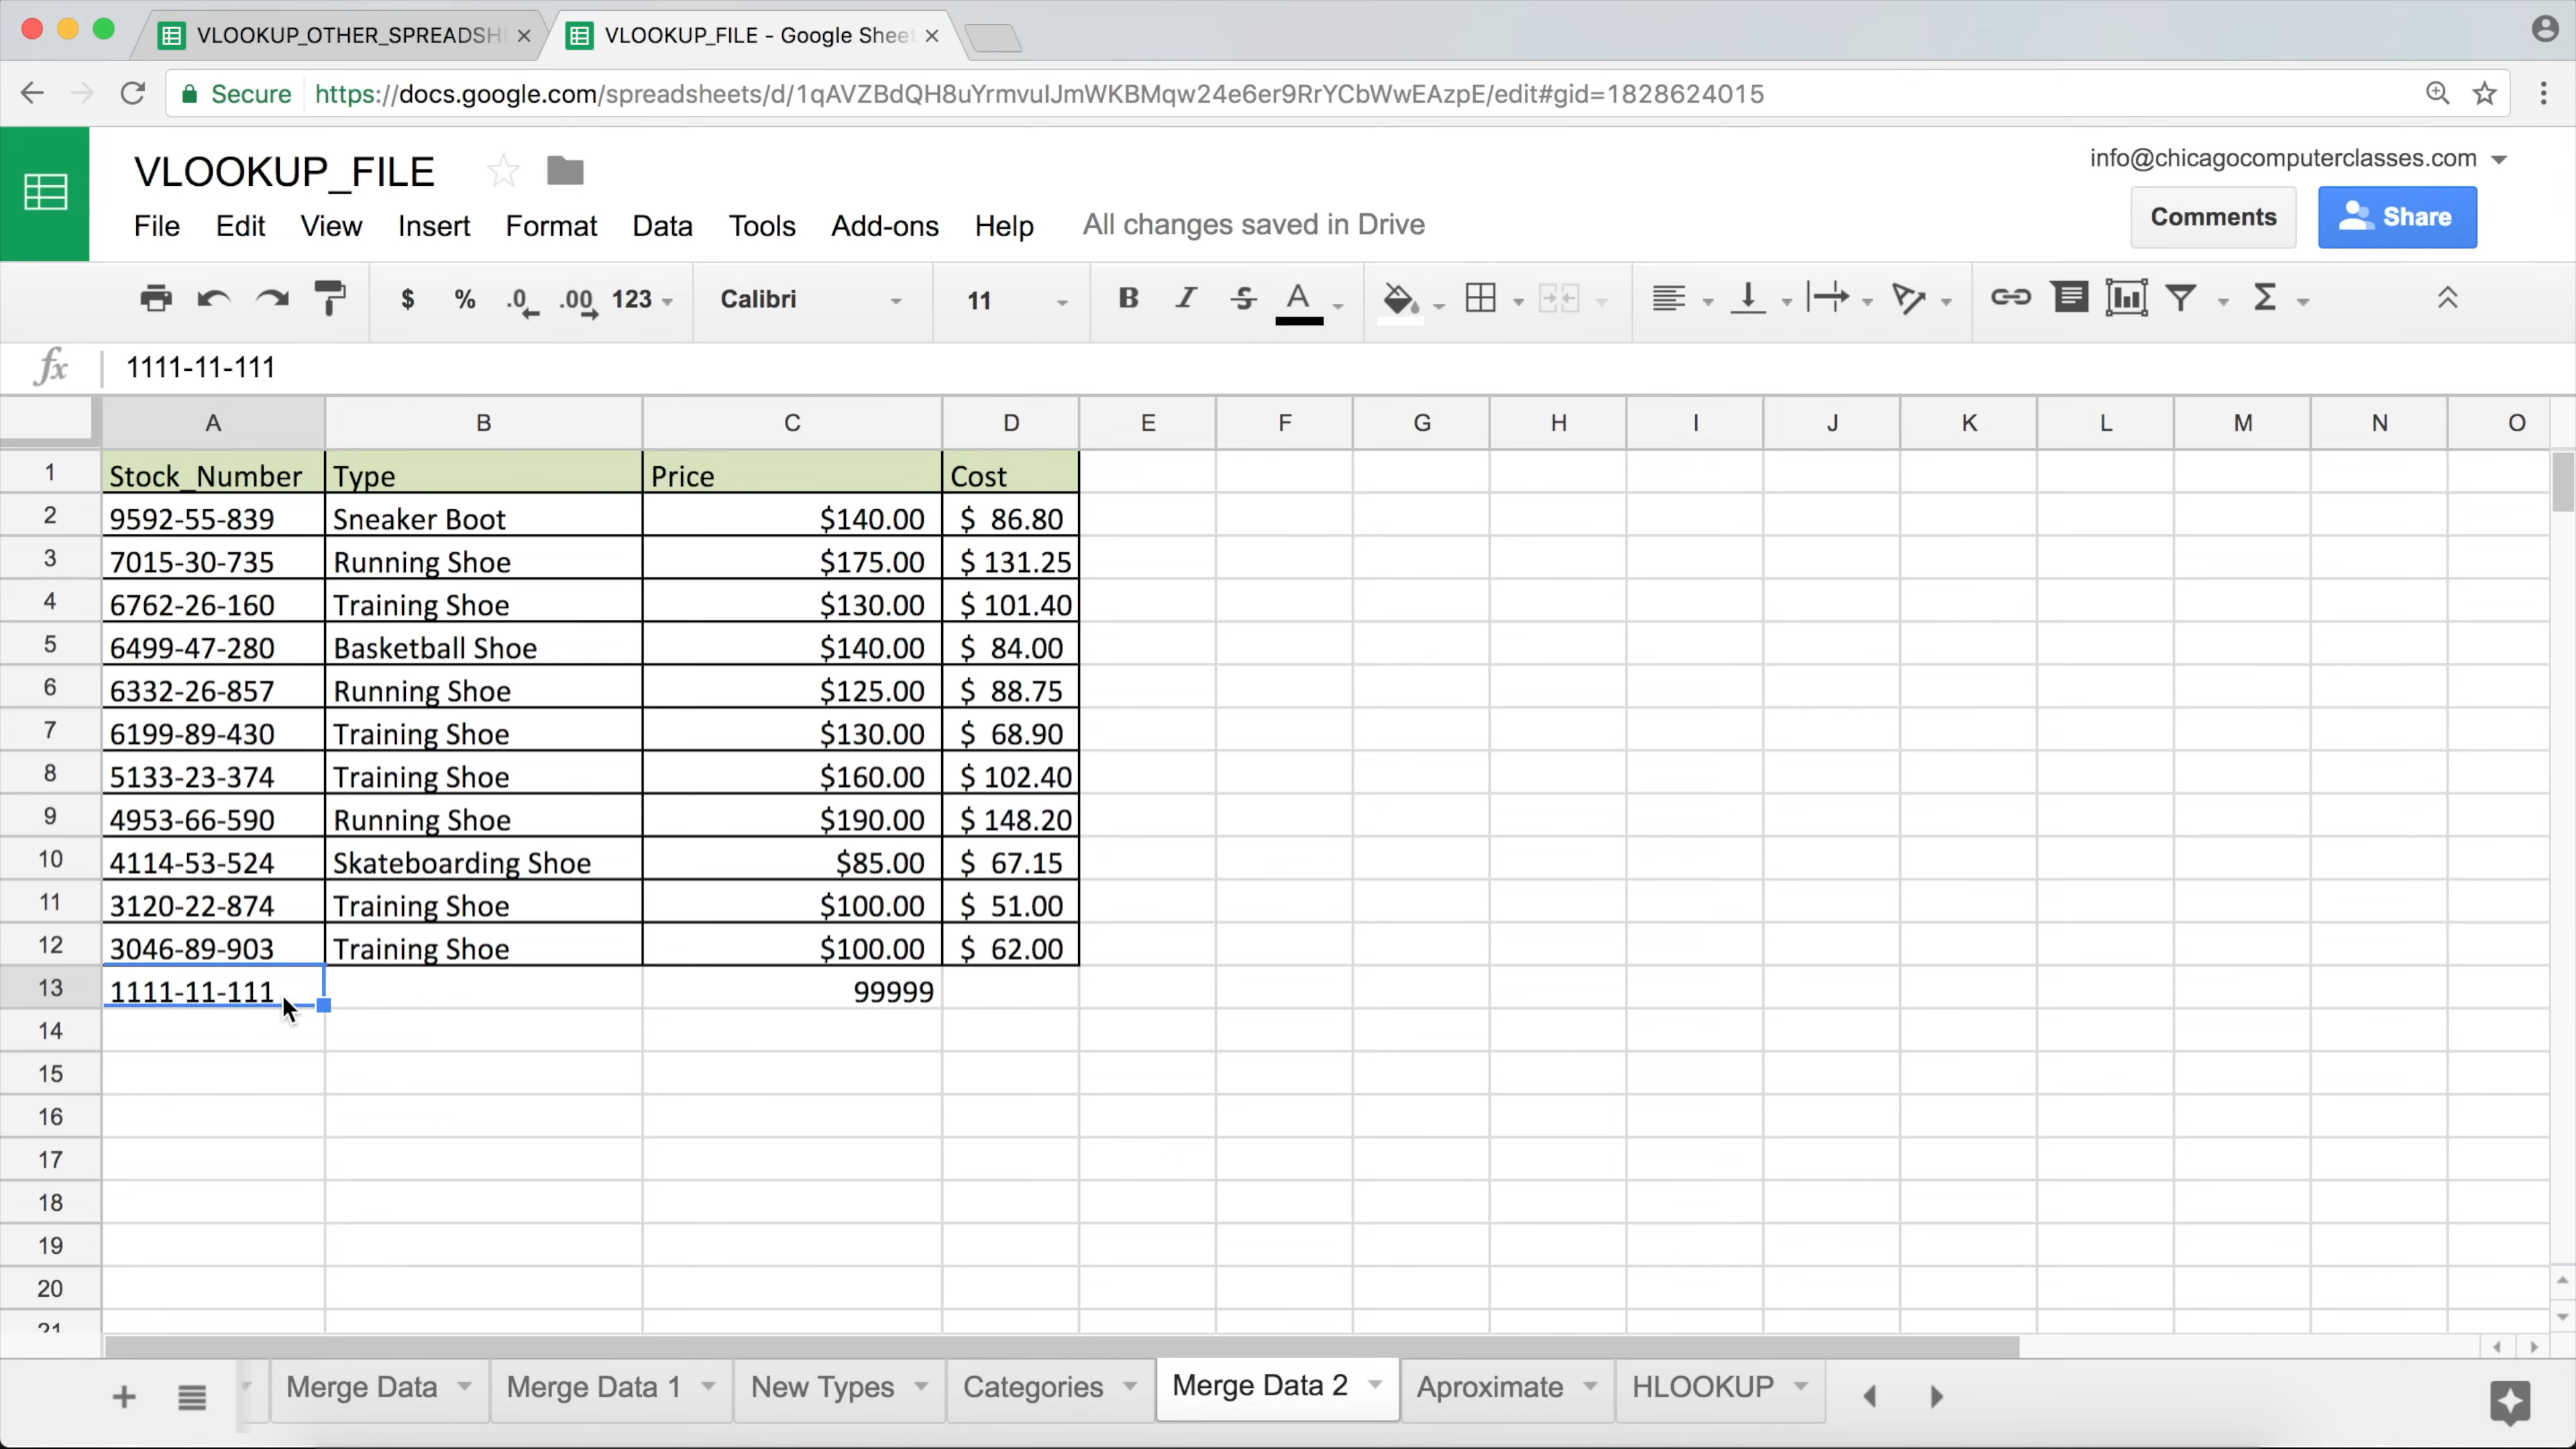 VLOOKUP_OTHER_SPREADSH
VLOOKUP_FILE - Google Sheet
Secure https://docs.google.com/spreadsheets/d/1qAVZBdQH8uYrmvuIJmWKBMqw24e6er9RrYCbWwEAzpE/edit#gid=1828624015
VLOOKUP_FILE
info@chicagocomputerclasses.com
File Edit View Insert Format Data Tools Add-ons Help All changes saved in Drive
Comments Share
$ % .0 .00 123 Calibri 11 B I S A Σ
fx 1111-11-111
A B C D E F G H I J K L M N O
1 Stock_Number Type Price Cost
2 9592-55-839 Sneaker Boot $140.00 $ 86.80
3 7015-30-735 Running Shoe $175.00 $ 131.25
4 6762-26-160 Training Shoe $130.00 $ 101.40
5 6499-47-280 Basketball Shoe $140.00 $ 84.00
6 6332-26-857 Running Shoe $125.00 $ 88.75
7 6199-89-430 Training Shoe $130.00 $ 68.90
8 5133-23-374 Training Shoe $160.00 $ 102.40
9 4953-66-590 Running Shoe $190.00 $ 148.20
10 4114-53-524 Skateboarding Shoe $85.00 $ 67.15
11 3120-22-874 Training Shoe $100.00 $ 51.00
12 3046-89-903 Training Shoe $100.00 $ 62.00
13 1111-11-111 99999
14
15
16
17
18
19
20
21
+ Merge Data Merge Data 1 New Types Categories Merge Data 2 Aproximate HLOOKUP